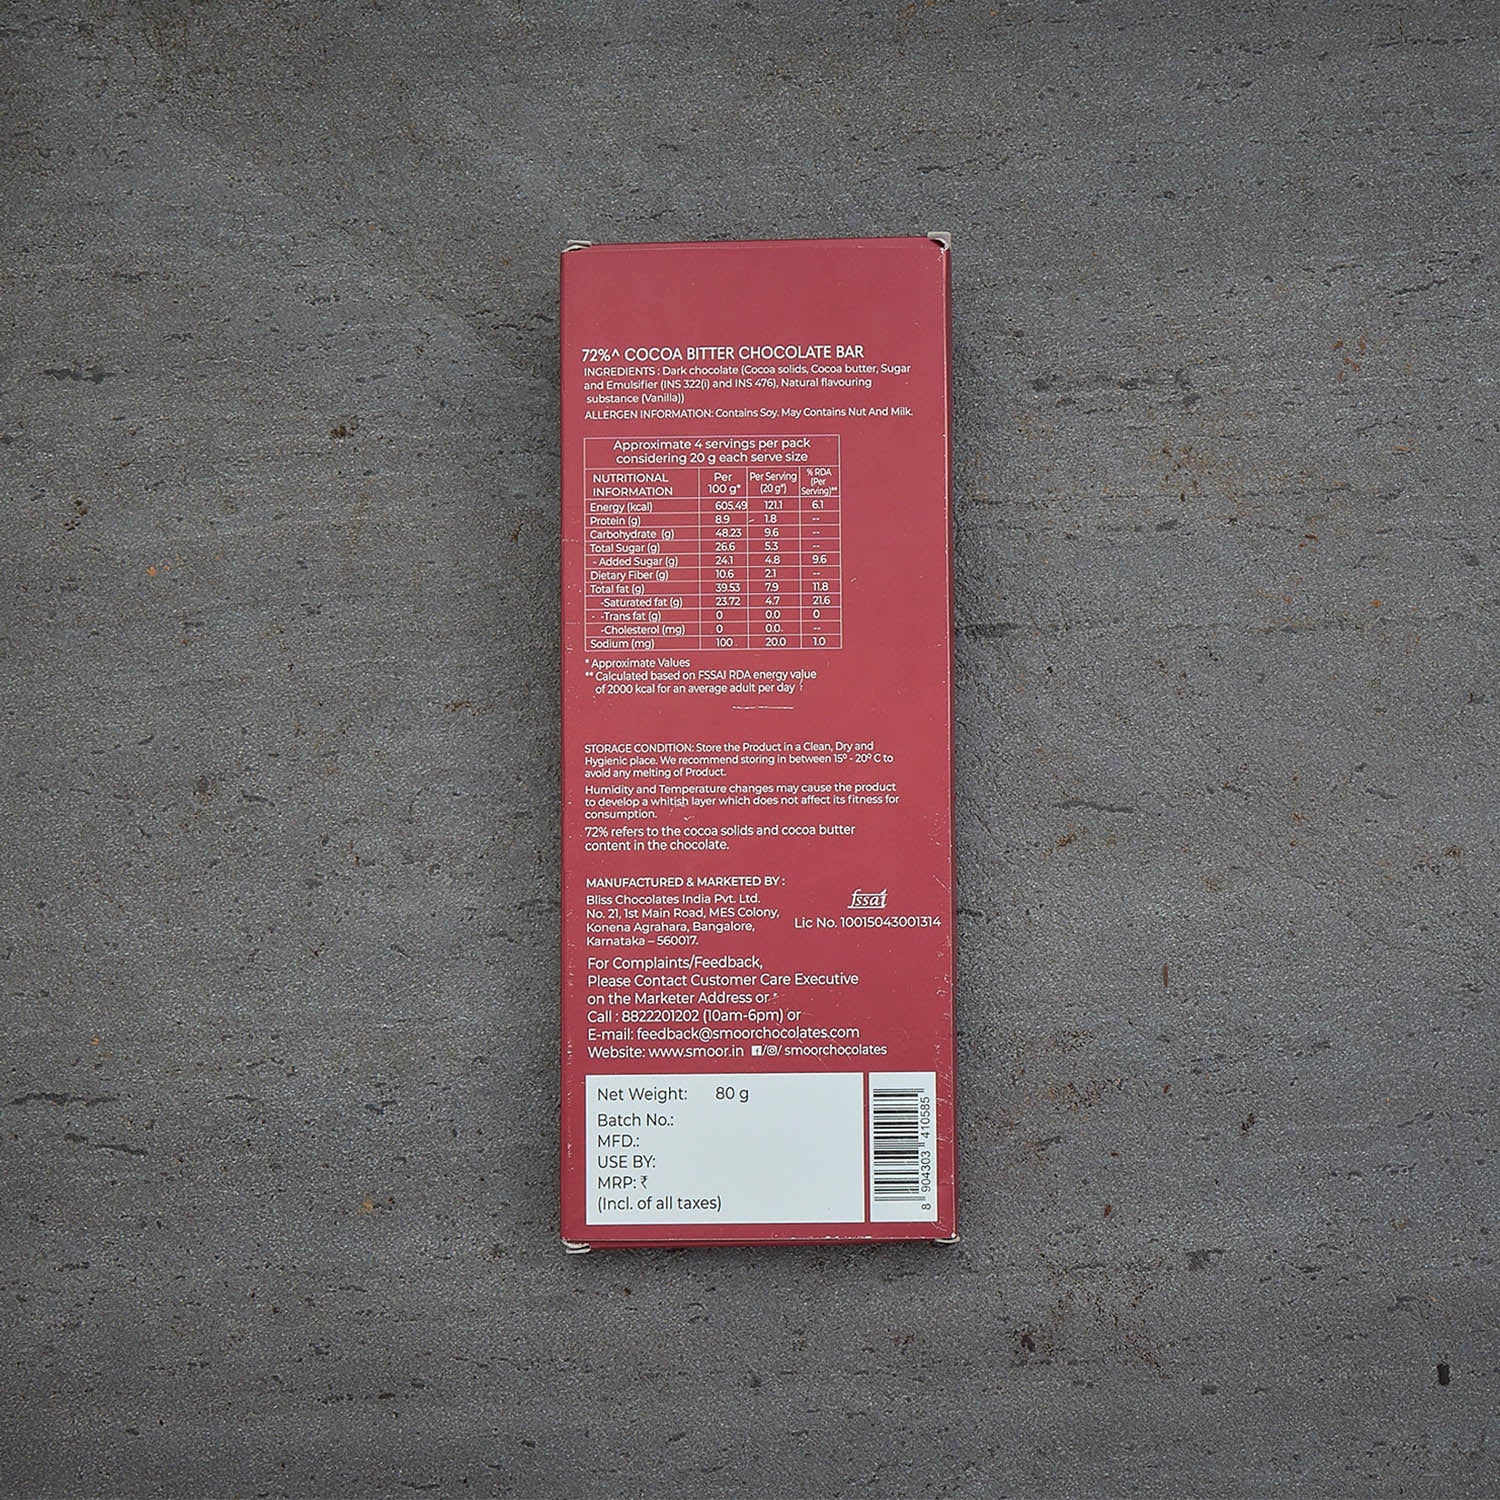 72%^ COCOA BITTER CHOCOLATE BAR
INGREDIENTS : Dark chocolate (Cocoa solids, Cocoa butter, Sugar
and Emulsifier (INS 322(i) and INS 476), Natural flavouring
substance (Vanilla))
ALLERGEN INFORMATION: Contains Soy. May Contains Nut And Milk.
Approximate 4 servings per pack
considering 20 g each serve size
NUTRITIONAL INFORMATION Per 100 g* Per Serving (20 g*) % RDA (Per Serving)**
Energy (kcal) 605.49 121.1 6.1
Protein (g) 8.9 1.8 --
Carbohydrate (g) 48.23 9.6 --
Total Sugar (g) 26.6 5.3 --
- Added Sugar (g) 24.1 4.8 9.6
Dietary Fiber (g) 10.6 2.1 --
Total fat (g) 39.53 7.9 11.8
-Saturated fat (g) 23.72 4.7 21.6
-Trans fat (g) 0 0.0 0
-Cholesterol (mg) 0 0.0 --
Sodium (mg) 100 20.0 1.0
* Approximate Values
** Calculated based on FSSAI RDA energy value
of 2000 kcal for an average adult per day
STORAGE CONDITION: Store the Product in a Clean, Dry and
Hygienic place. We recommend storing in between 15° - 20° C to
avoid any melting of Product.
Humidity and Temperature changes may cause the product
to develop a whitish layer which does not affect its fitness for
consumption.
72% refers to the cocoa solids and cocoa butter
content in the chocolate.
MANUFACTURED & MARKETED BY :
Bliss Chocolates India Pvt. Ltd.
No. 21, 1st Main Road, MES Colony,
Konena Agrahara, Bangalore,
Karnataka – 560017.
fssai
Lic No. 10015043001314
For Complaints/Feedback,
Please Contact Customer Care Executive
on the Marketer Address or
Call : 8822201202 (10am-6pm) or
E-mail: feedback@smoorchocolates.com
Website: www.smoor.in f/ / smoorchocolates
Net Weight: 80 g
Batch No.:
MFD.:
USE BY:
MRP: ₹
(Incl. of all taxes)
8 904303 410585